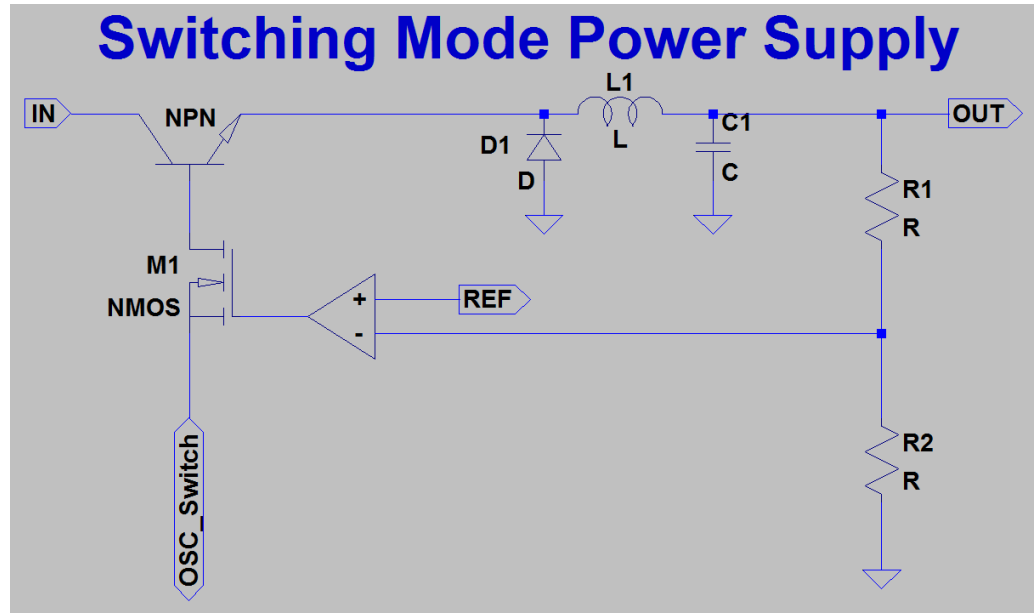 Switching Mode Power Supply
L1
IN
NPN
C1
OUT
D1
L
D
C
R1
R
M1
NMOS
+
REF
-
R2
R
OSC_Switch